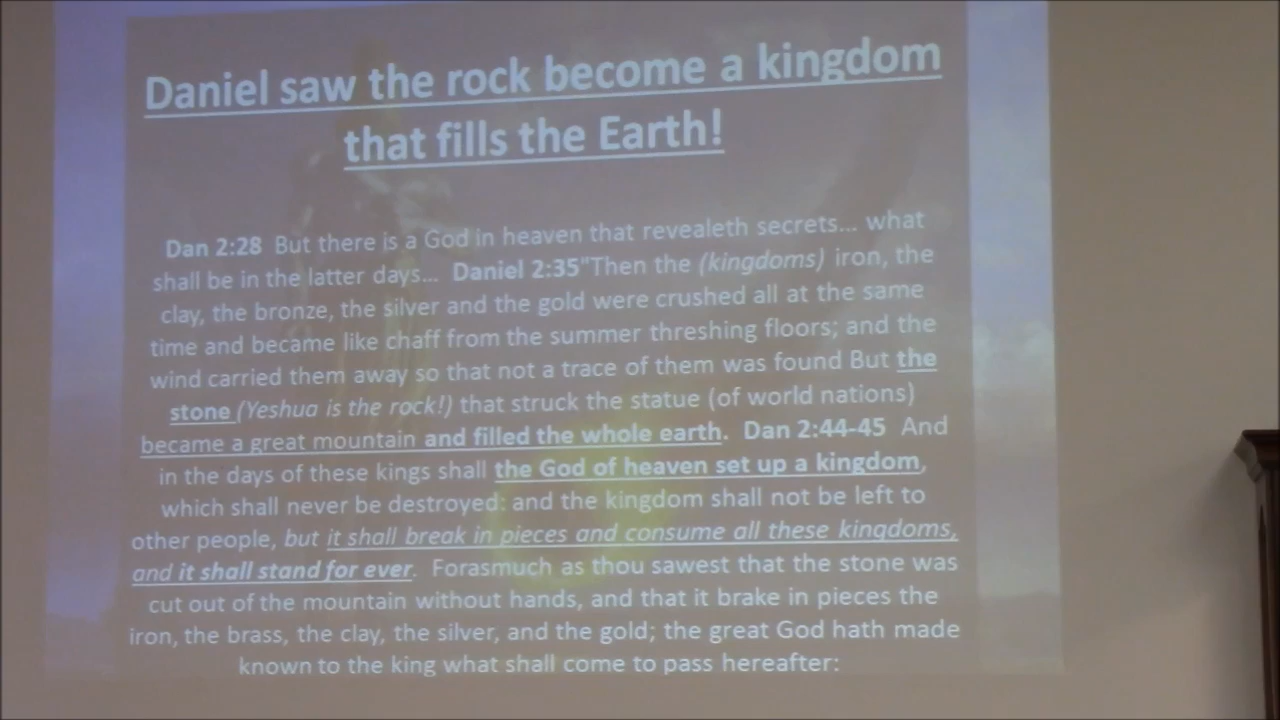 Daniel saw the rock become a kingdom
that fills the Earth!
Dan 2:28 But there is a God in heaven that revealeth secrets... what
shall be in the latter days... Daniel 2:35"Then the (kingdoms) iron, the
clay, the bronze, the silver and the gold were crushed all at the same
time and became like chaff from the summer threshing floors; and the
wind carried them away so that not a trace of them was found But the
stone (Yeshua is the rock!) that struck the statue (of world nations)
became a great mountain and filled the whole earth. Dan 2:44-45 And
in the days of these kings shall the God of heaven set up a kingdom,
which shall never be destroyed: and the kingdom shall not be left to
other people, but it shall break in pieces and consume all these kingdoms,
and it shall stand for ever. Forasmuch as thou sawest that the stone was
cut out of the mountain without hands, and that it brake in pieces the
iron, the brass, the clay, the silver, and the gold; the great God hath made
known to the king what shall come to pass hereafter: